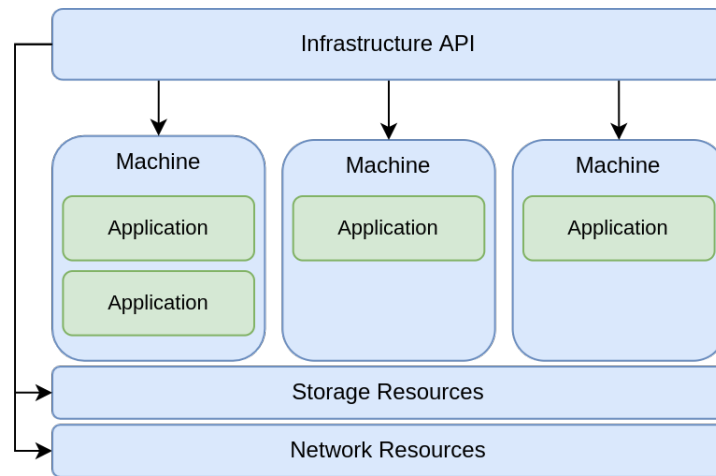 Infrastructure API
Machine
Machine
Machine
Application
Application
Application
Application
Storage Resources
Network Resources